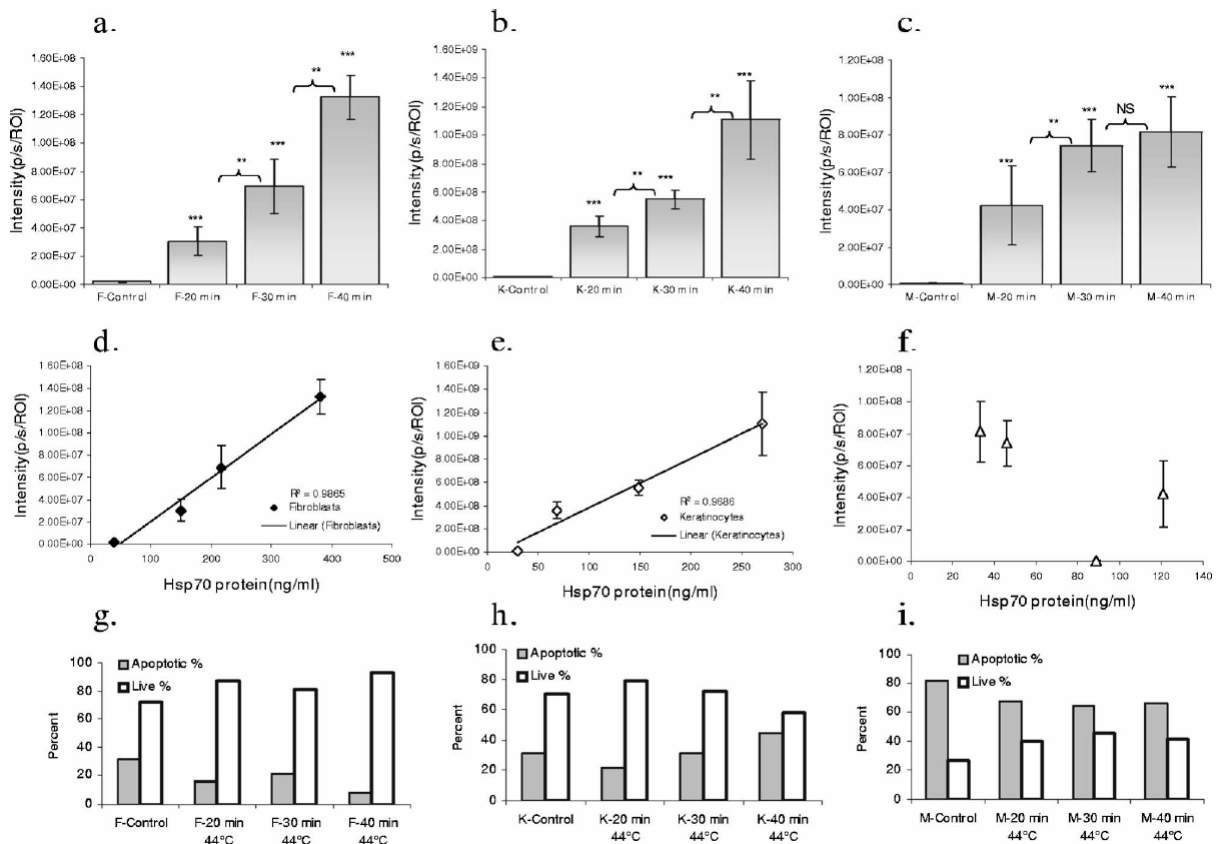 a.
Intensity(p/s/ROI)
1.60E+08
1.40E+08
1.20E+08
1.00E+08
8.00E+07
6.00E+07
4.00E+07
2.00E+07
0.00E+00
***
**
***
**
***
F-Control F-20 min F-30 min F-40 min
b.
Intensity(p/s/ROI)
1.60E+09
1.40E+09
1.20E+09
1.00E+09
8.00E+08
6.00E+08
4.00E+08
2.00E+08
0.00E+00
***
**
***
**
***
K-Control K-20 min K-30 min K-40 min
c.
Intensity(p/s/ROI)
1.20E+08
1.00E+08
8.00E+07
6.00E+07
4.00E+07
2.00E+07
0.00E+00
***
**
***
NS
***
M-Control M-20 min M-30 min M-40 min
d.
Intensity(p/s/ROI)
1.60E+08
1.40E+08
1.20E+08
1.00E+08
8.00E+07
6.00E+07
4.00E+07
2.00E+07
0.00E+00
R² = 0.9865
Fibroblasts
Linear (Fibroblasts)
0 100 200 300 400 500
Hsp70 protein(ng/ml)
e.
Intensity(p/s/ROI)
1.60E+09
1.40E+09
1.20E+09
1.00E+09
8.00E+08
6.00E+08
4.00E+08
2.00E+08
0.00E+00
R² = 0.9686
Keratinocytes
Linear (Keratinocytes)
0 50 100 150 200 250 300
Hsp70 protein(ng/ml)
f.
Intensity(p/s/ROI)
1.20E+08
1.00E+08
8.00E+07
6.00E+07
4.00E+07
2.00E+07
0.00E+00
0 20 40 60 80 100 120 140
Hsp70 protein(ng/ml)
g.
Percent
100
80
60
40
20
0
Apoptotic %
Live %
F-Control F-20 min F-30 min F-40 min
44°C 44°C 44°C
h.
Percent
100
80
60
40
20
0
Apoptotic %
Live %
K-Control K-20 min K-30 min K-40 min
44°C 44°C 44°C
i.
Percent
100
80
60
40
20
0
Apoptotic %
Live %
M-Control M-20 min M-30 min M-40 min
44°C 44°C 44°C